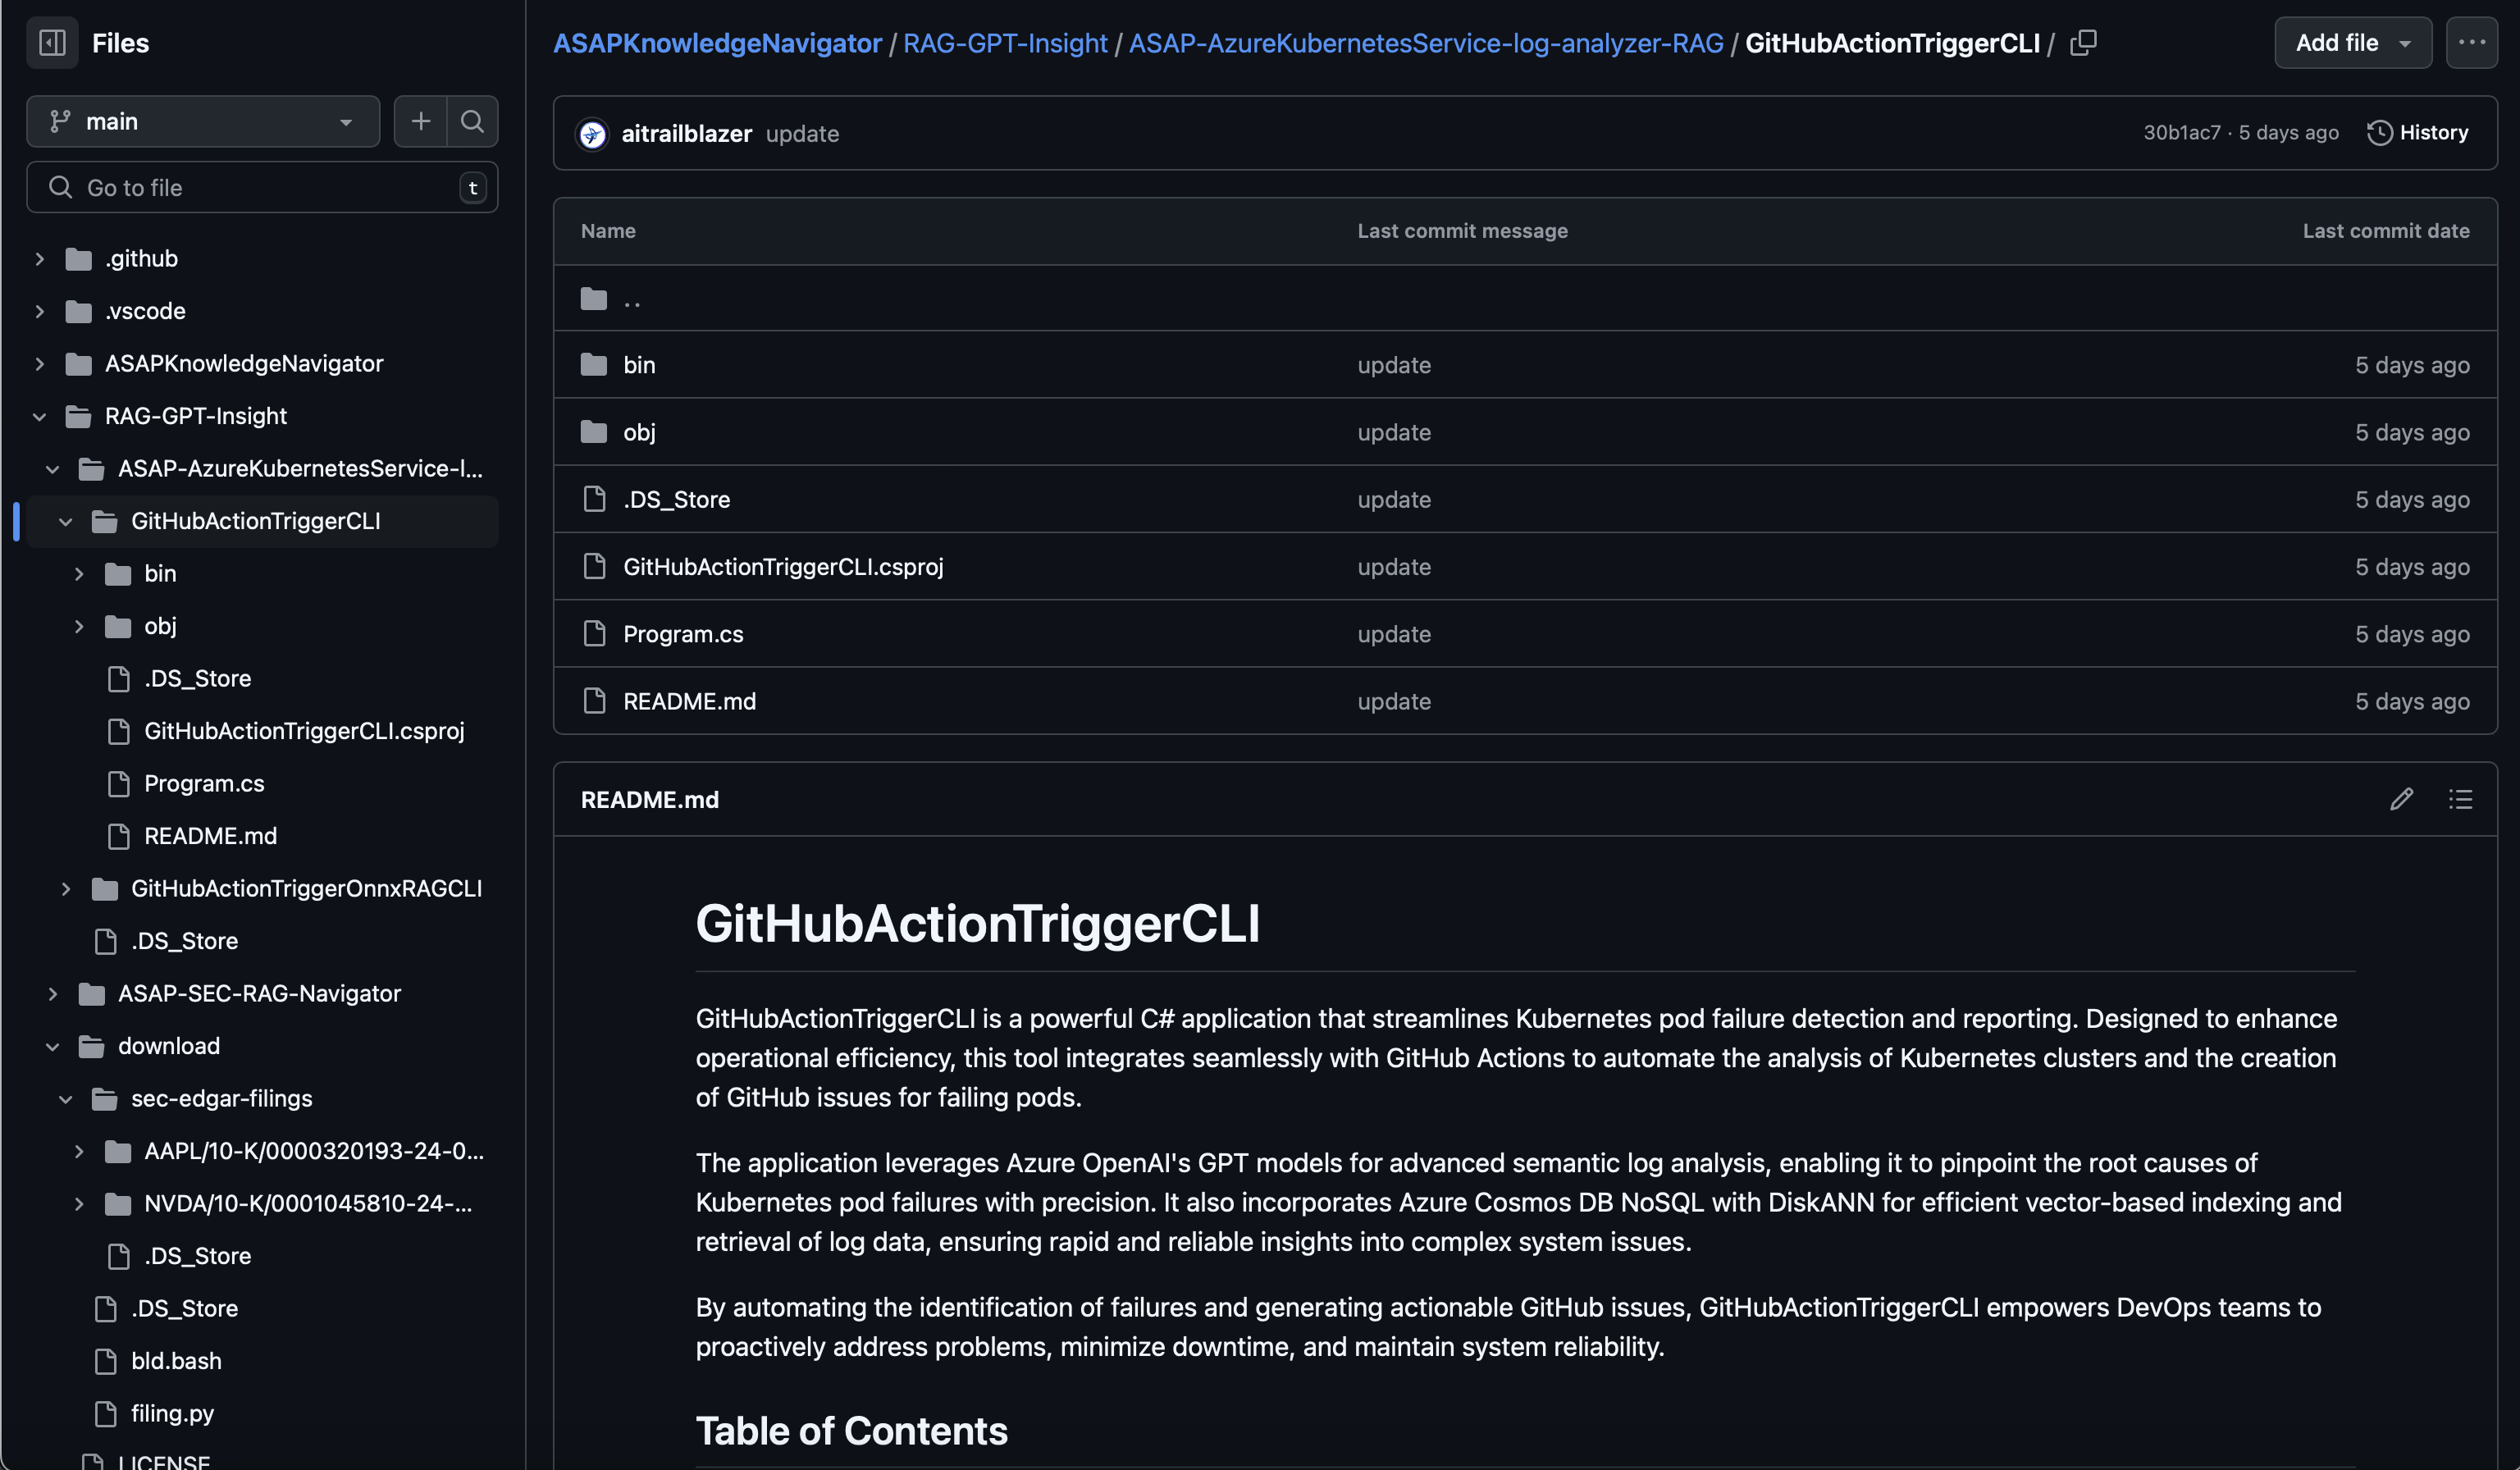 Files
main
Go to file
t
.github
.vscode
ASAPKnowledgeNavigator
RAG-GPT-Insight
ASAP-AzureKubernetesService-l...
GitHubActionTriggerCLI
bin
obj
.DS_Store
GitHubActionTriggerCLI.csproj
Program.cs
README.md
GitHubActionTriggerOnnxRAGCLI
.DS_Store
ASAP-SEC-RAG-Navigator
download
sec-edgar-filings
AAPL/10-K/0000320193-24-0...
NVDA/10-K/0001045810-24-...
.DS_Store
.DS_Store
bld.bash
filing.py
LICENSE
ASAPKnowledgeNavigator / RAG-GPT-Insight / ASAP-AzureKubernetesService-log-analyzer-RAG / GitHubActionTriggerCLI /
Add file
aitrailblazer update
30b1ac7 · 5 days ago
History
Name Last commit message Last commit date
..
bin update 5 days ago
obj update 5 days ago
.DS_Store update 5 days ago
GitHubActionTriggerCLI.csproj update 5 days ago
Program.cs update 5 days ago
README.md update 5 days ago
README.md
GitHubActionTriggerCLI
GitHubActionTriggerCLI is a powerful C# application that streamlines Kubernetes pod failure detection and reporting. Designed to enhance
operational efficiency, this tool integrates seamlessly with GitHub Actions to automate the analysis of Kubernetes clusters and the creation
of GitHub issues for failing pods.
The application leverages Azure OpenAI's GPT models for advanced semantic log analysis, enabling it to pinpoint the root causes of
Kubernetes pod failures with precision. It also incorporates Azure Cosmos DB NoSQL with DiskANN for efficient vector-based indexing and
retrieval of log data, ensuring rapid and reliable insights into complex system issues.
By automating the identification of failures and generating actionable GitHub issues, GitHubActionTriggerCLI empowers DevOps teams to
proactively address problems, minimize downtime, and maintain system reliability.
Table of Contents